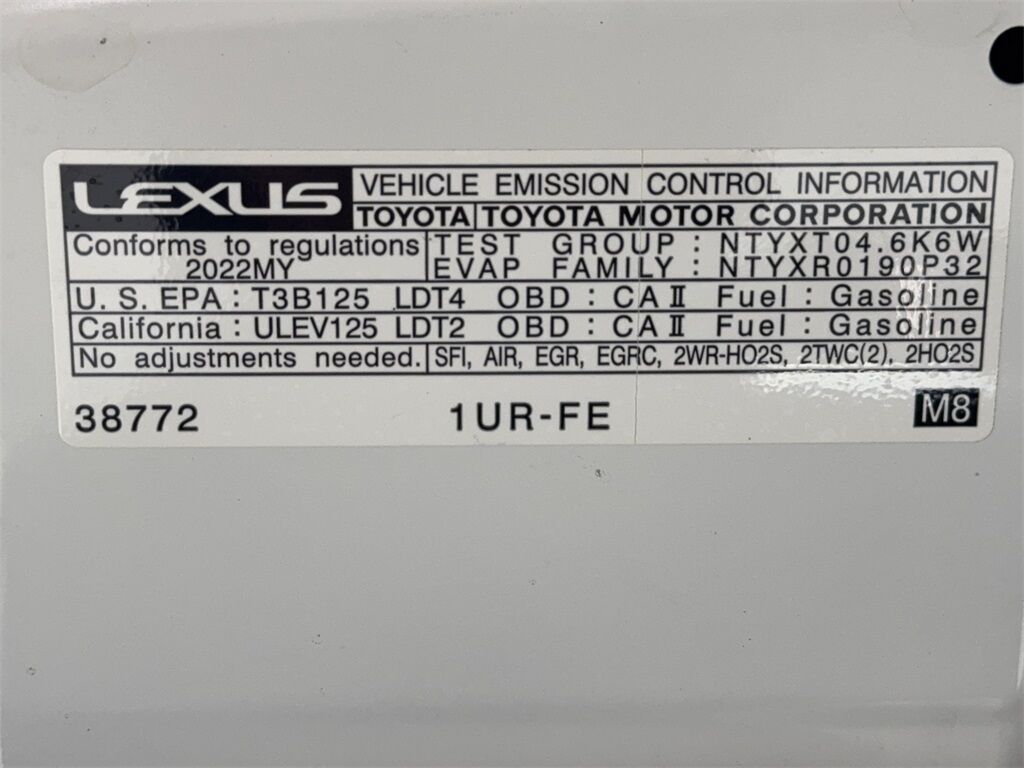 LEXUS VEHICLE EMISSION CONTROL INFORMATION
TOYOTA TOYOTA MOTOR CORPORATION
Conforms to regulations TEST GROUP : NTYXT04.6K6W
2022MY EVAP FAMILY : NTYXR0190P32
U. S. EPA : T3B125 LDT4 OBD : CA II Fuel : Gasoline
California : ULEV125 LDT2 OBD : CA II Fuel : Gasoline
No adjustments needed. SFI, AIR, EGR, EGRC, 2WR-HO2S, 2TWC(2), 2HO2S
38772 1UR-FE M8